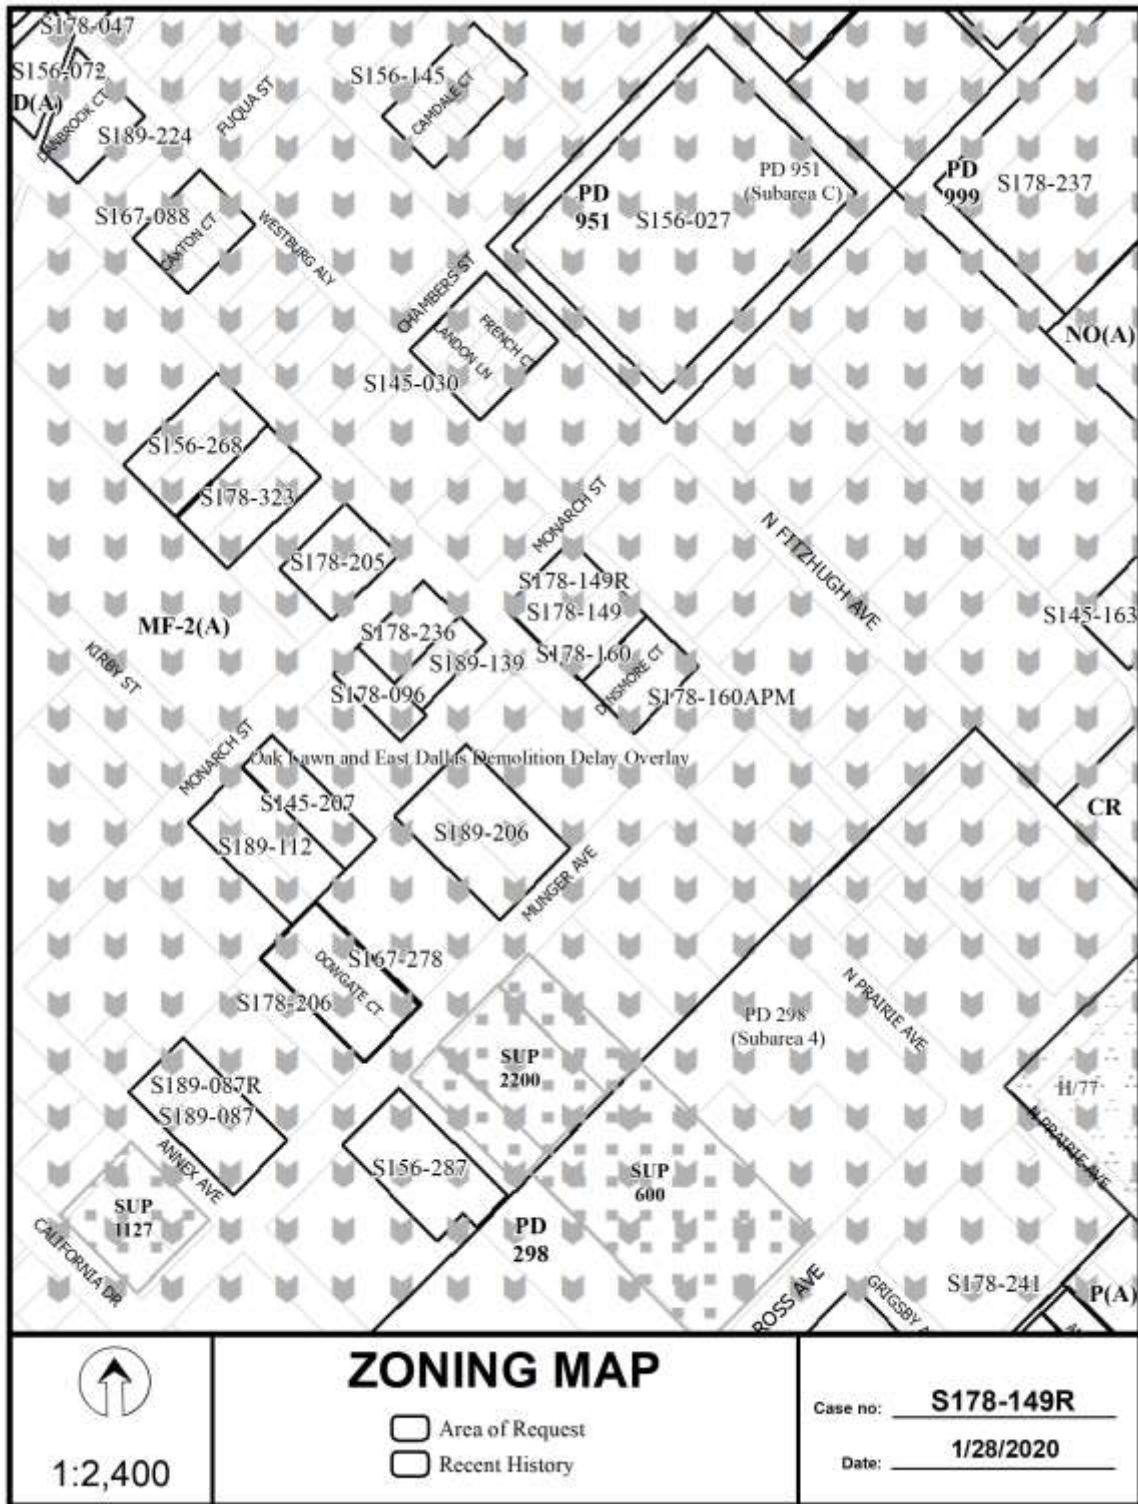 S178-047
S156-072
D(A)
DANBROOK CT
S189-224
FUQUA ST
S156-145
CAMDALE CT
S167-088
CAXTON CT
WESTBURG ALY
PD
951
S156-027
PD 951
(Subarea C)
PD
999
S178-237
NO(A)
CHAMBERS ST
FRENCH CT
LANDON LN
S145-030
S156-268
S178-323
S178-205
MONARCH ST
N FITZHUGH AVE
S178-149R
S178-149
S178-160
DINSMORE CT
S178-160APM
S145-163
MF-2(A)
KIRBY ST
S178-236
S189-139
S178-096
MONARCH ST
Oak Lawn and East Dallas Demolition Delay Overlay
S145-207
S189-112
S189-206
MUNGER AVE
CR
S167-278
DOWGATE CT
S178-206
N PRAIRIE AVE
PD 298
(Subarea 4)
SUP
2200
H/77
N PRAIRIE AVE
S189-087R
S189-087
ANNEX AVE
S156-287
SUP
600
SUP
1127
CALIFORNIA DR
PD
298
ROSS AVE
GRIGSBY A
S178-241
P(A)
1:2,400
ZONING MAP
Area of Request
Recent History
Case no: S178-149R
Date: 1/28/2020